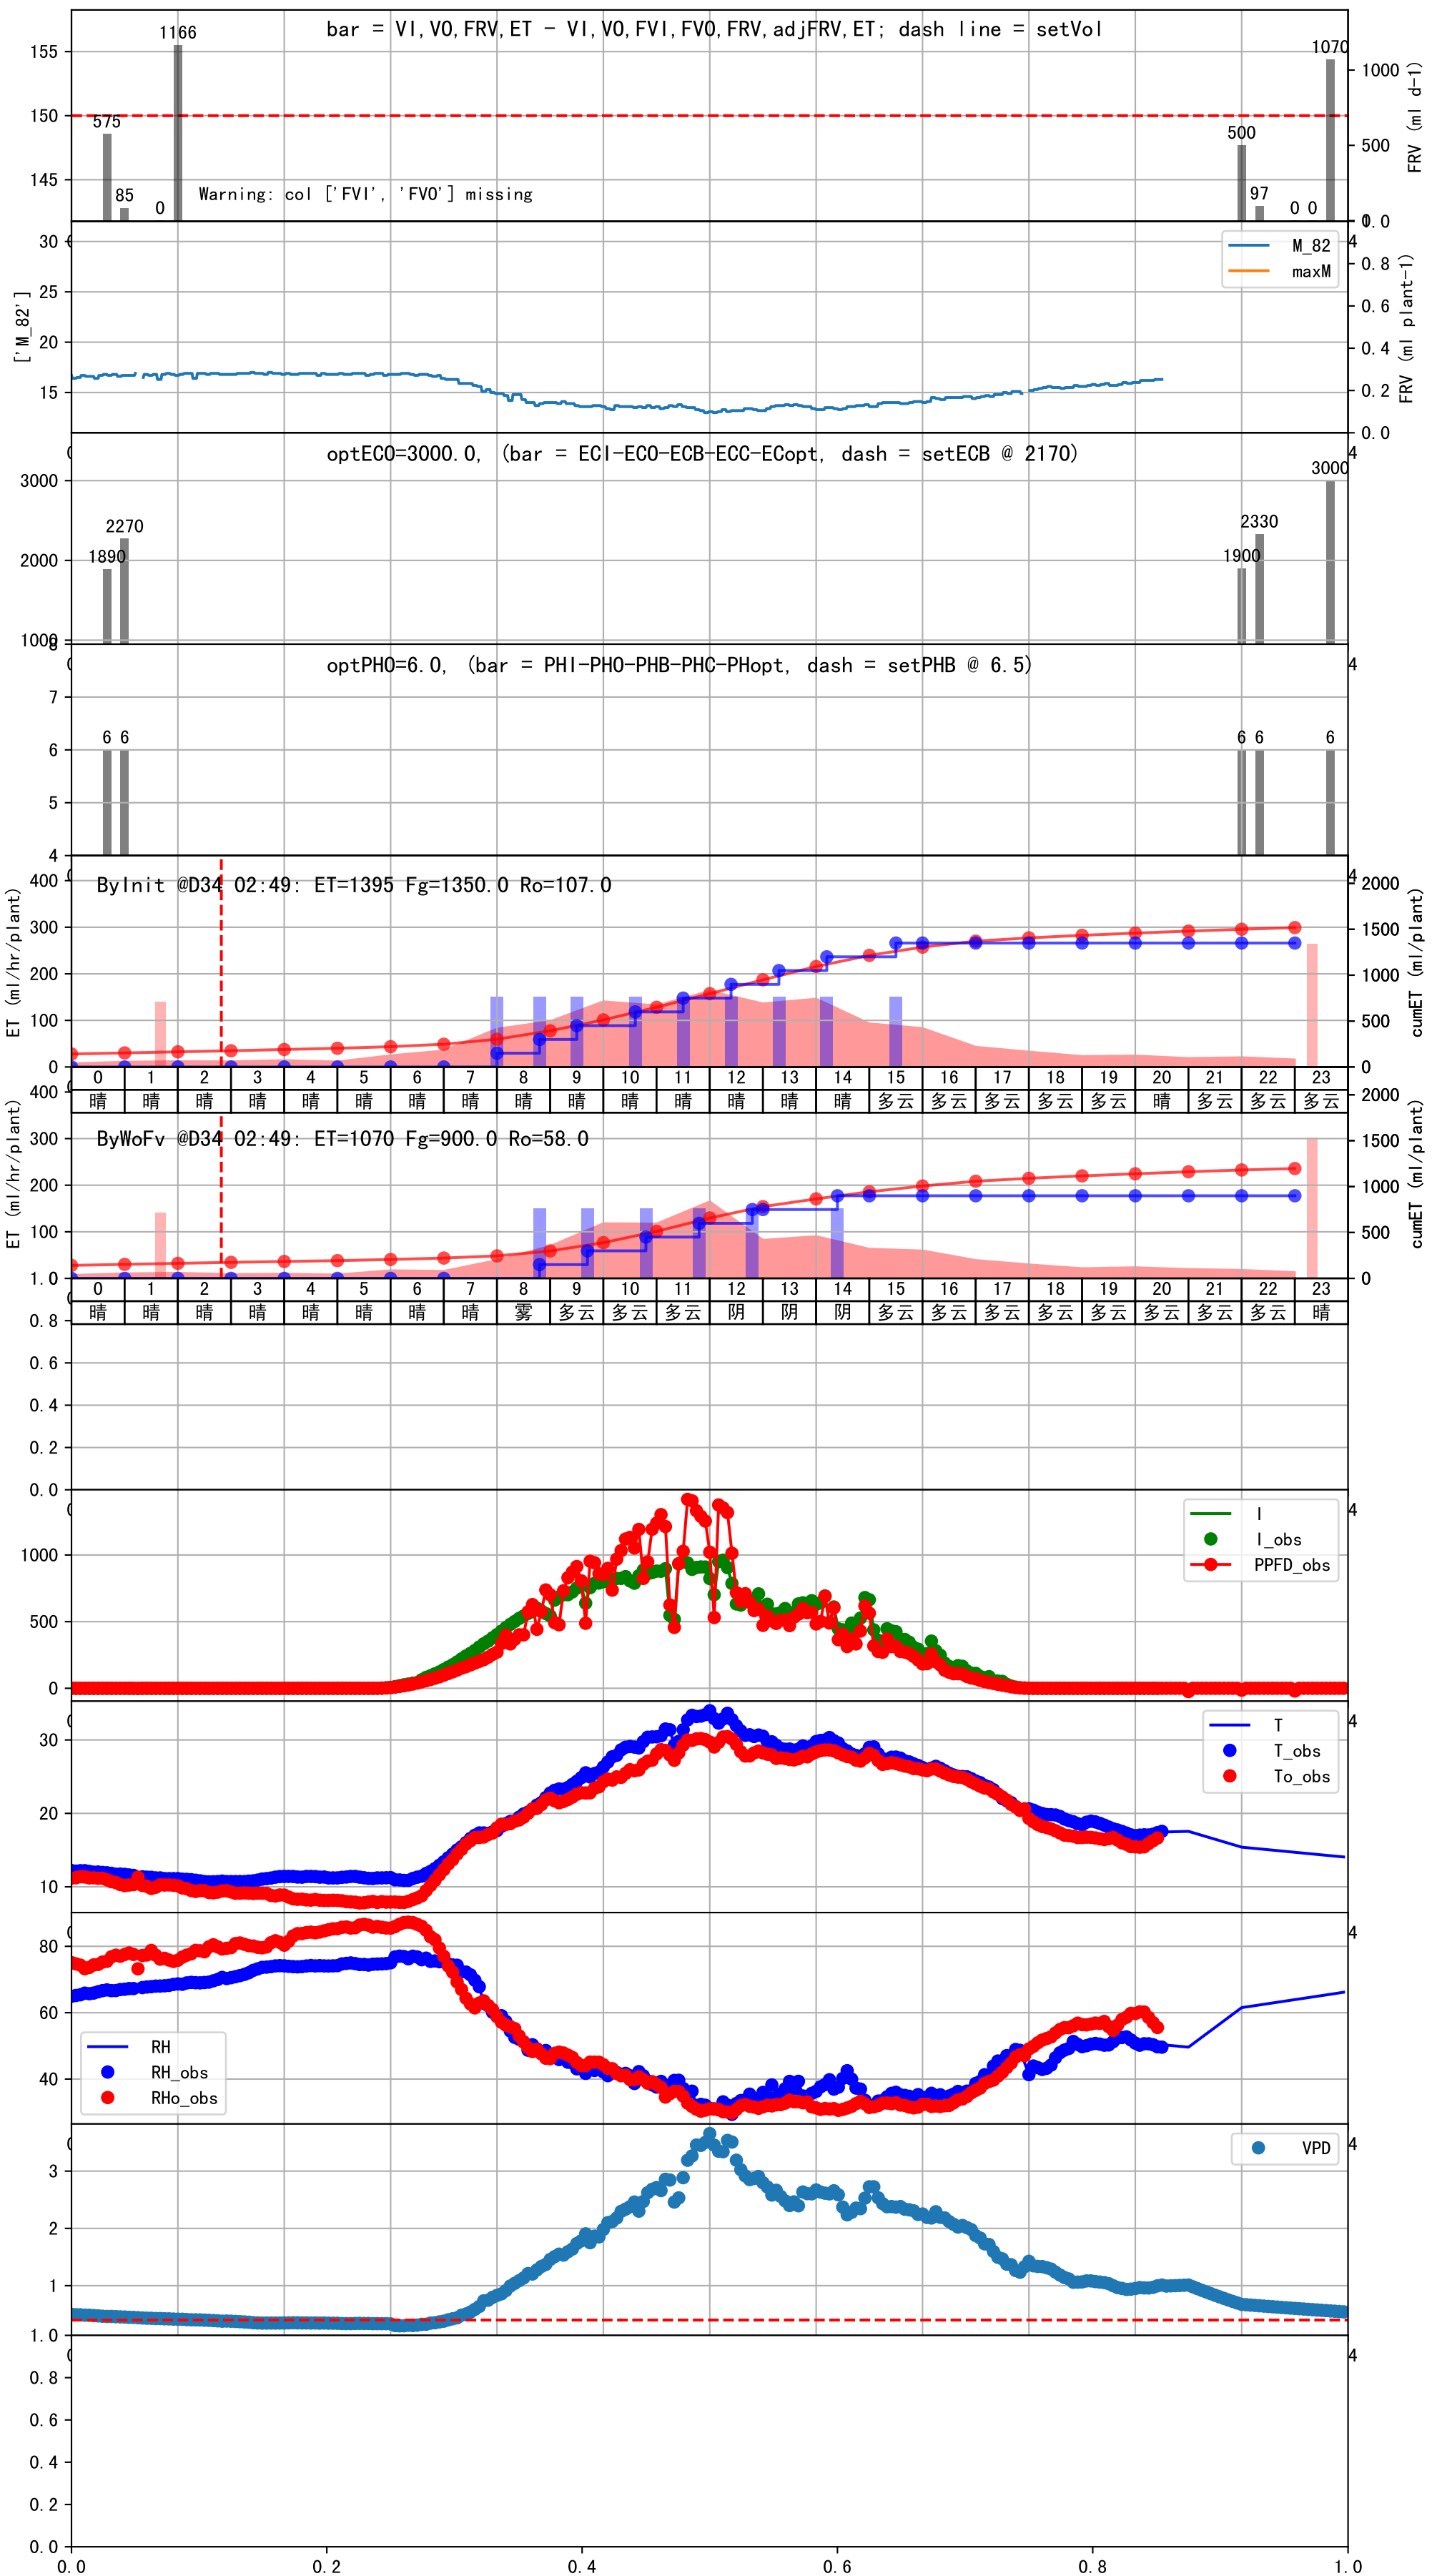 bar = VI,VO,FRV,ET - VI,VO,FVI,FVO,FRV,adjFRV,ET; dash line = setVol
1166
1070
575
85
0
500
97
0 0
Warning: col ['FVI', 'FVO'] missing
155
150
145
1000
500
0
FRV (ml d-1)
1.0
M_82
maxM
30
25
20
15
['M_82']
0.8
0.6
0.4
0.2
0.0
FRV (ml plant-1)
optECO=3000.0, (bar = ECI-ECO-ECB-ECC-ECopt, dash = setECB @ 2170)
3000
2000
1000
1890
2270
1900
2330
3000
optPHO=6.0, (bar = PHI-PHO-PHB-PHC-PHopt, dash = setPHB @ 6.5)
8
7
6
5
4
6 6
6 6
6
ByInit @D34 02:49: ET=1395 Fg=1350.0 Ro=107.0
400
300
200
100
0
ET (ml/hr/plant)
2000
1500
1000
500
0
cumET (ml/plant)
0 1 2 3 4 5 6 7 8 9 10 11 12 13 14 15 16 17 18 19 20 21 22 23
晴 晴 晴 晴 晴 晴 晴 晴 晴 晴 晴 晴 晴 晴 晴 多云 多云 多云 多云 多云 晴 多云 多云 多云
ByWoFv @D34 02:49: ET=1070 Fg=900.0 Ro=58.0
400
300
200
100
ET (ml/hr/plant)
2000
1500
1000
500
0
cumET (ml/plant)
0 1 2 3 4 5 6 7 8 9 10 11 12 13 14 15 16 17 18 19 20 21 22 23
晴 晴 晴 晴 晴 晴 晴 晴 雾 多云 多云 多云 阴 阴 阴 多云 多云 多云 多云 多云 多云 多云 多云 晴
1.0
0.8
0.6
0.4
0.2
0.0
I
I_obs
PPFD_obs
1000
500
0
T
T_obs
To_obs
30
20
10
RH
RH_obs
RHo_obs
80
60
40
VPD
3
2
1
1.0
0.8
0.6
0.4
0.2
0.0
0.0 0.2 0.4 0.6 0.8 1.0